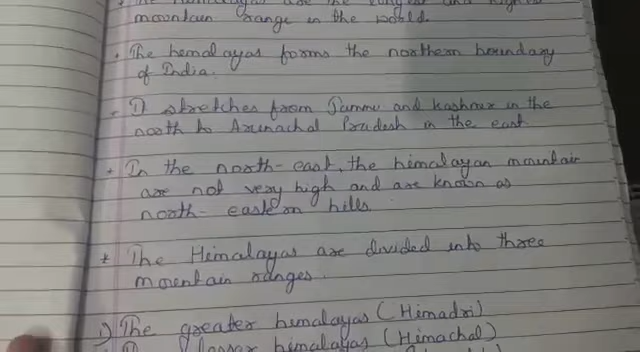 mountain range in the world.
• The hemalayas forms the northern boundary
of India.
• It stretches from Jammu and kashmir in the
north to Arunachal Pradesh in the east.
• In the north-east, the himalayan mountain
are not very high and are known as
north-eastern hills.
* The Himalayas are divided into three
mountain ranges.
i) The greater himalayas (Himadri)
lesser himalayas (Himachal)